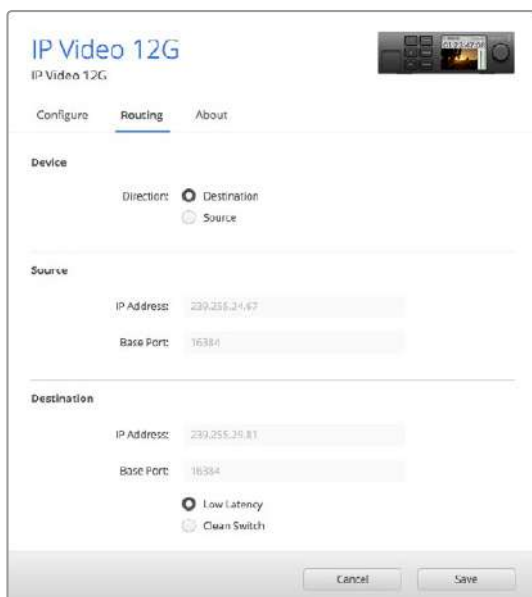 IP Video 12G
IP Video 12G
Configure Routing About
Device
Direction: Destination
Source
Source
IP Address: 239.255.24.67
Base Port: 16384
Destination
IP Address: 239.255.29.81
Base Port: 16384
Low Latency
Clean Switch
Cancel Save